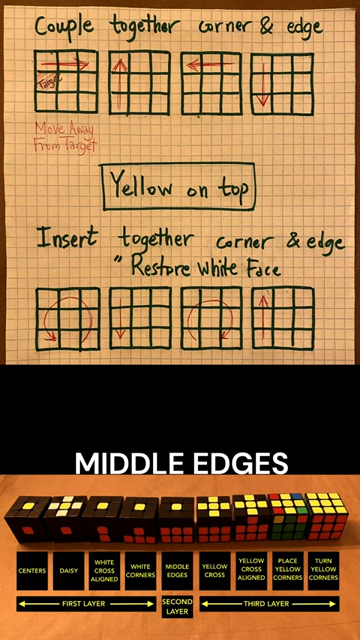 Couple together corner & edge
Target
Move Away
From Target
Yellow on top
Insert together corner & edge
" Restore White Face
MIDDLE EDGES
CENTERS
DAISY
WHITE CROSS ALIGNED
WHITE CORNERS
MIDDLE EDGES
YELLOW CROSS
YELLOW CROSS ALIGNED
PLACE YELLOW CORNERS
TURN YELLOW CORNERS
FIRST LAYER
SECOND LAYER
THIRD LAYER